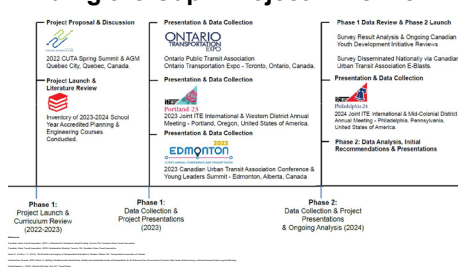 Project Proposal & Discussion
2022 CUTA Spring Summit & AGM
Quebec City, Quebec, Canada.
Project Launch &
Literature Review
Inventory of 2023-2024 School
Year Accredited Planning &
Engineering Courses
Conducted.
Phase 1:
Project Launch &
Curriculum Review
(2022-2023)
Presentation & Data Collection
ONTARIO
TRANSPORTATION
EXPO
Ontario Public Transit Association
Ontario Transportation Expo - Toronto, Ontario, Canada.
Presentation & Data Collection
Portland 23
2023 Joint ITE International & Western District Annual
Meeting - Portland, Oregon, United States of America.
Presentation & Data Collection
2023
EDMONTON
2023 Canadian Urban Transit Association Conference &
Young Leaders Summit - Edmonton, Alberta, Canada
Phase 1:
Data Collection &
Project Presentations
(2023)
Phase 1 Data Review & Phase 2 Launch
Survey Result Analysis & Ongoing Canadian
Youth Development Initiative Reviews
Survey Disseminated Nationally via Canadian
Urban Transit Association E-Blasts.
Presentation & Data Collection
Philadelphia 24
2024 Joint ITE International & Mid-Colonial District
Annual Meeting - Philadelphia, Pennsylvania,
United States of America.
Phase 2: Data Analysis, Initial
Recommendations & Presentations
Phase 2:
Data Collection & Project
Presentations
& Ongoing Analysis (2024)